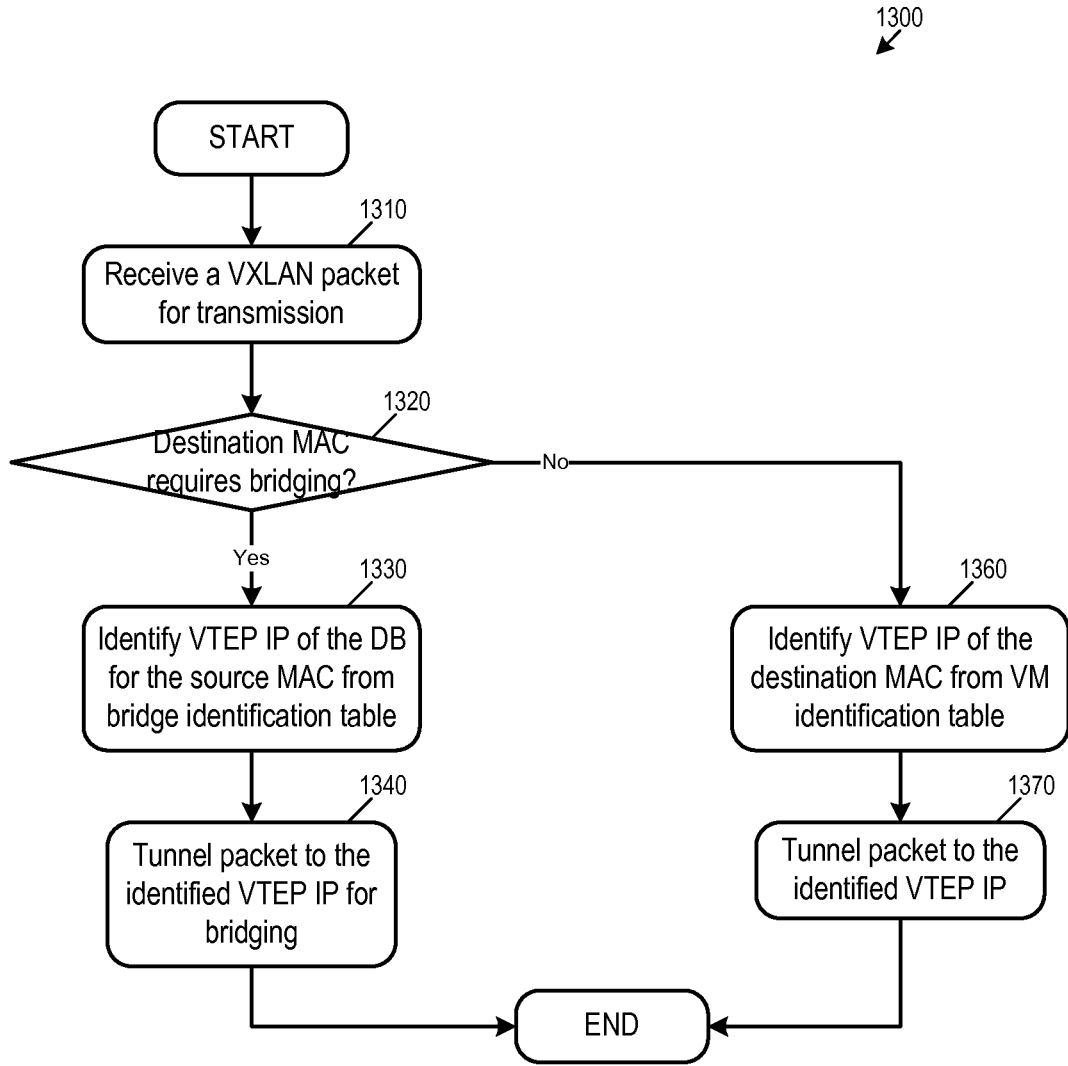 1300
START
1310
Receive a VXLAN packet
for transmission
1320
Destination MAC
requires bridging?
No
Yes
1330
Identify VTEP IP of the DB
for the source MAC from
bridge identification table
1360
Identify VTEP IP of the
destination MAC from VM
identification table
1340
Tunnel packet to the
identified VTEP IP for
bridging
1370
Tunnel packet to the
identified VTEP IP
END